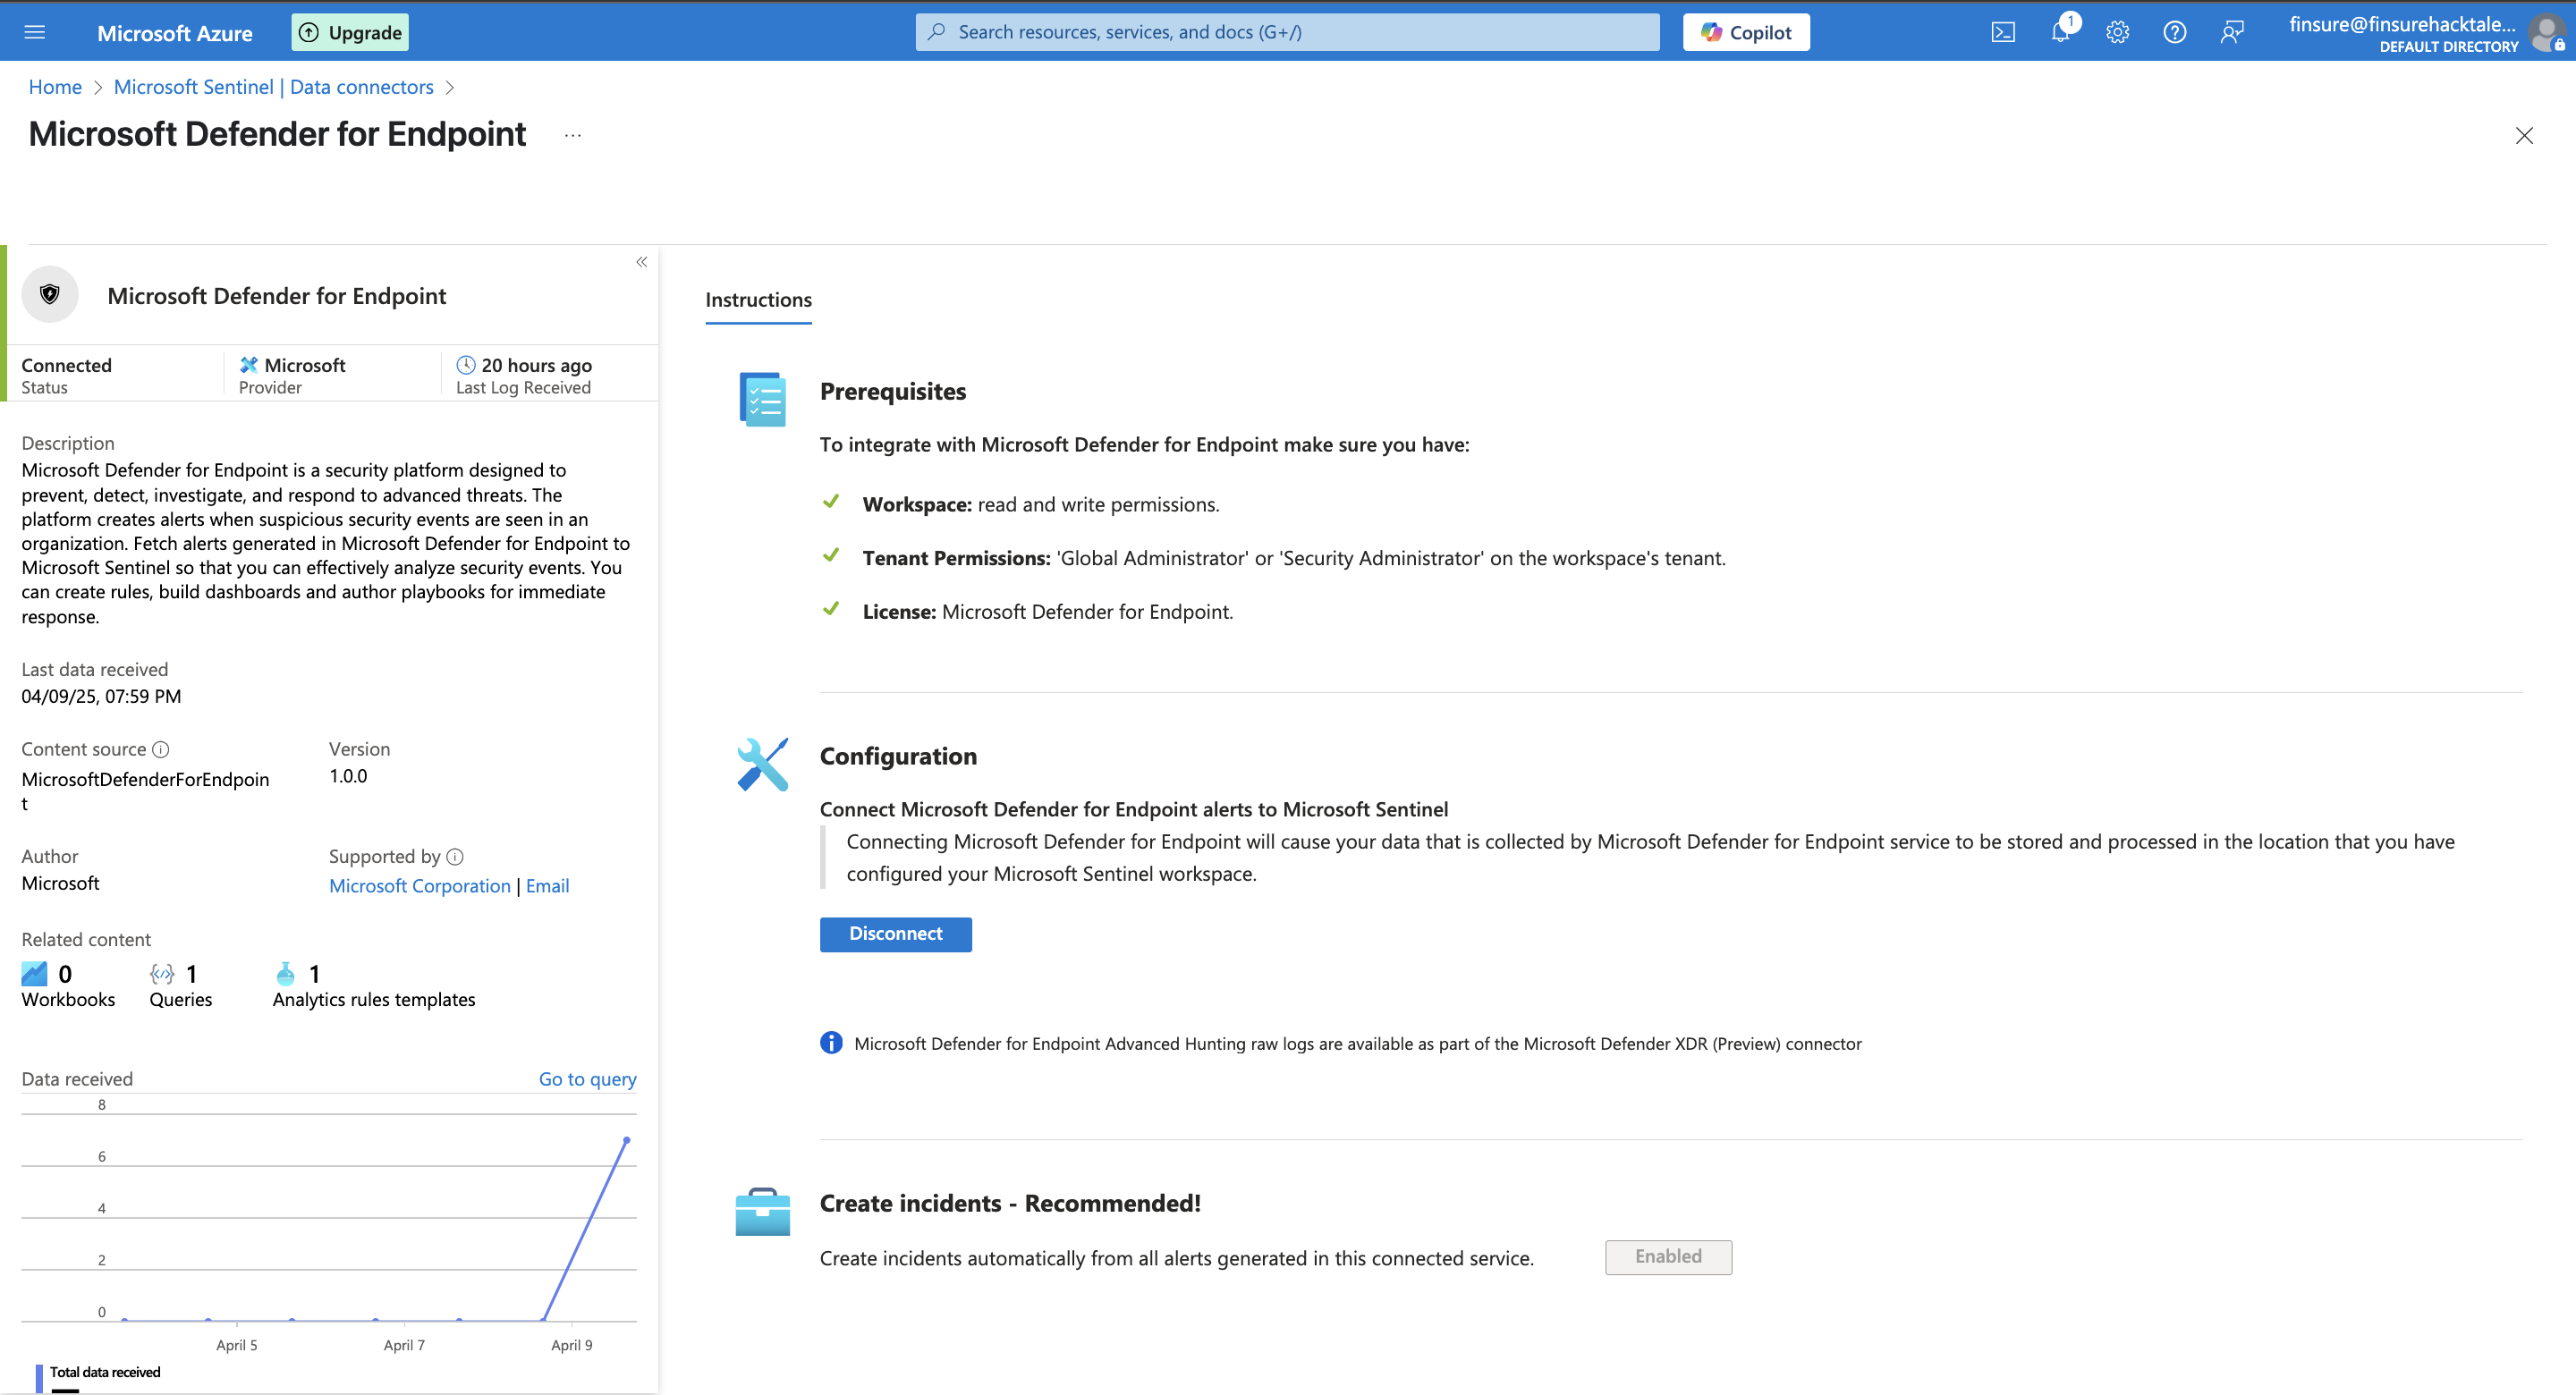 Microsoft Azure
Upgrade
Search resources, services, and docs (G+/)
Copilot
1
finsure@finsurehacktale...
DEFAULT DIRECTORY
Home > Microsoft Sentinel | Data connectors >
Microsoft Defender for Endpoint ...
Microsoft Defender for Endpoint
Connected
Status
Microsoft
Provider
20 hours ago
Last Log Received
Description
Microsoft Defender for Endpoint is a security platform designed to
prevent, detect, investigate, and respond to advanced threats. The
platform creates alerts when suspicious security events are seen in an
organization. Fetch alerts generated in Microsoft Defender for Endpoint to
Microsoft Sentinel so that you can effectively analyze security events. You
can create rules, build dashboards and author playbooks for immediate
response.
Last data received
04/09/25, 07:59 PM
Content source
MicrosoftDefenderForEndpoin
t
Version
1.0.0
Author
Microsoft
Supported by
Microsoft Corporation | Email
Related content
0
Workbooks
1
Queries
1
Analytics rules templates
Data received
Go to query
8
6
4
2
0
April 5
April 7
April 9
Total data received
Instructions
Prerequisites
To integrate with Microsoft Defender for Endpoint make sure you have:
Workspace: read and write permissions.
Tenant Permissions: 'Global Administrator' or 'Security Administrator' on the workspace's tenant.
License: Microsoft Defender for Endpoint.
Configuration
Connect Microsoft Defender for Endpoint alerts to Microsoft Sentinel
Connecting Microsoft Defender for Endpoint will cause your data that is collected by Microsoft Defender for Endpoint service to be stored and processed in the location that you have
configured your Microsoft Sentinel workspace.
Disconnect
Microsoft Defender for Endpoint Advanced Hunting raw logs are available as part of the Microsoft Defender XDR (Preview) connector
Create incidents - Recommended!
Create incidents automatically from all alerts generated in this connected service.
Enabled